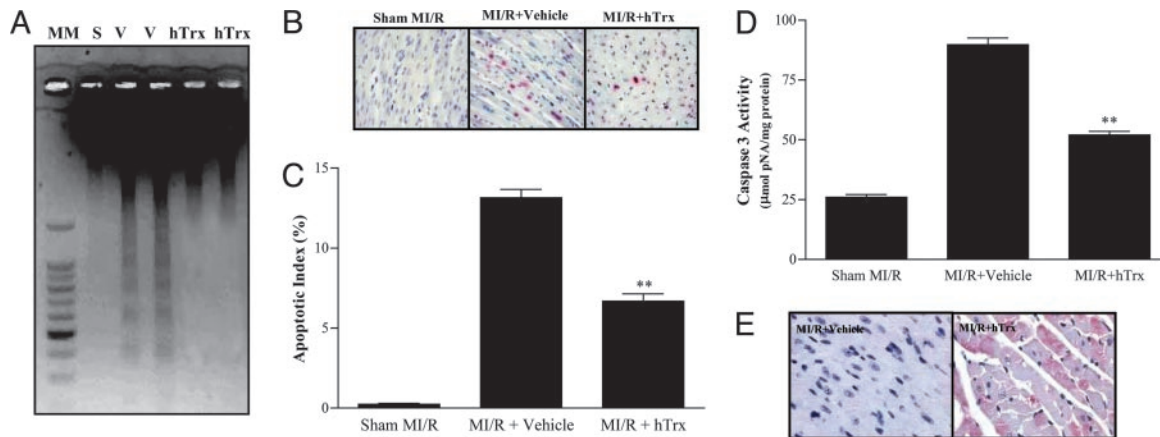 A
MM S V V hTrx hTrx
B
Sham MI/R MI/R+Vehicle MI/R+hTrx
C
Apoptotic Index (%)
15
10
5
0
**
Sham MI/R MI/R + Vehicle MI/R + hTrx
D
Caspase 3 Activity
(μmol pNA/mg protein)
100
75
50
25
0
**
Sham MI/R MI/R+Vehicle MI/R+hTrx
E
MI/R+Vehicle MI/R+hTrx